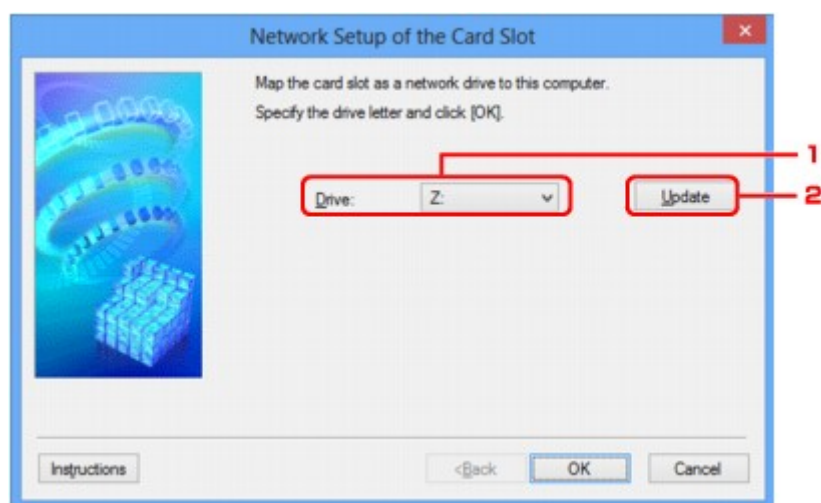 Network Setup of the Card Slot
Map the card slot as a network drive to this computer.
Specify the drive letter and click [OK].
1
Drive: Z: Update
2
Instructions <Back OK Cancel